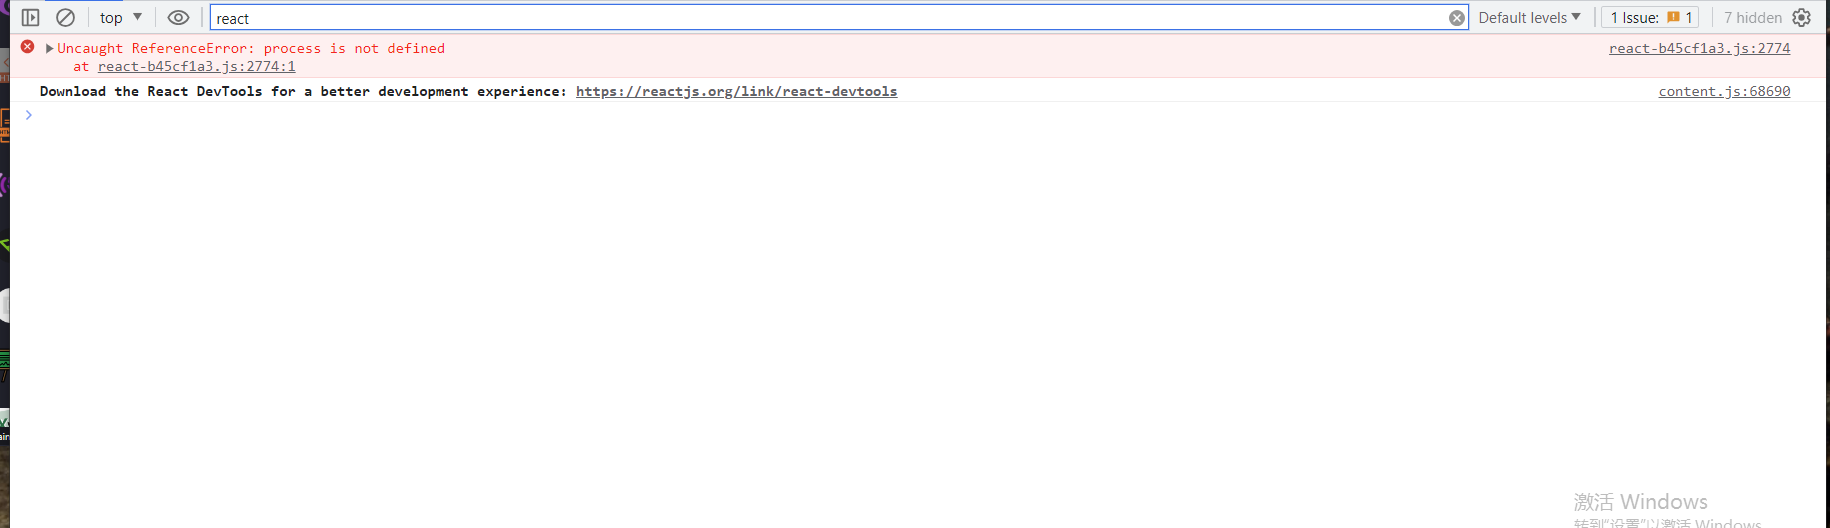 top react Default levels 1 Issue: 1 7 hidden
Uncaught ReferenceError: process is not defined react-b45cf1a3.js:2774
at react-b45cf1a3.js:2774:1
Download the React DevTools for a better development experience: https://reactjs.org/link/react-devtools content.js:68690
激活 Windows
转到"设置"以激活 Windows